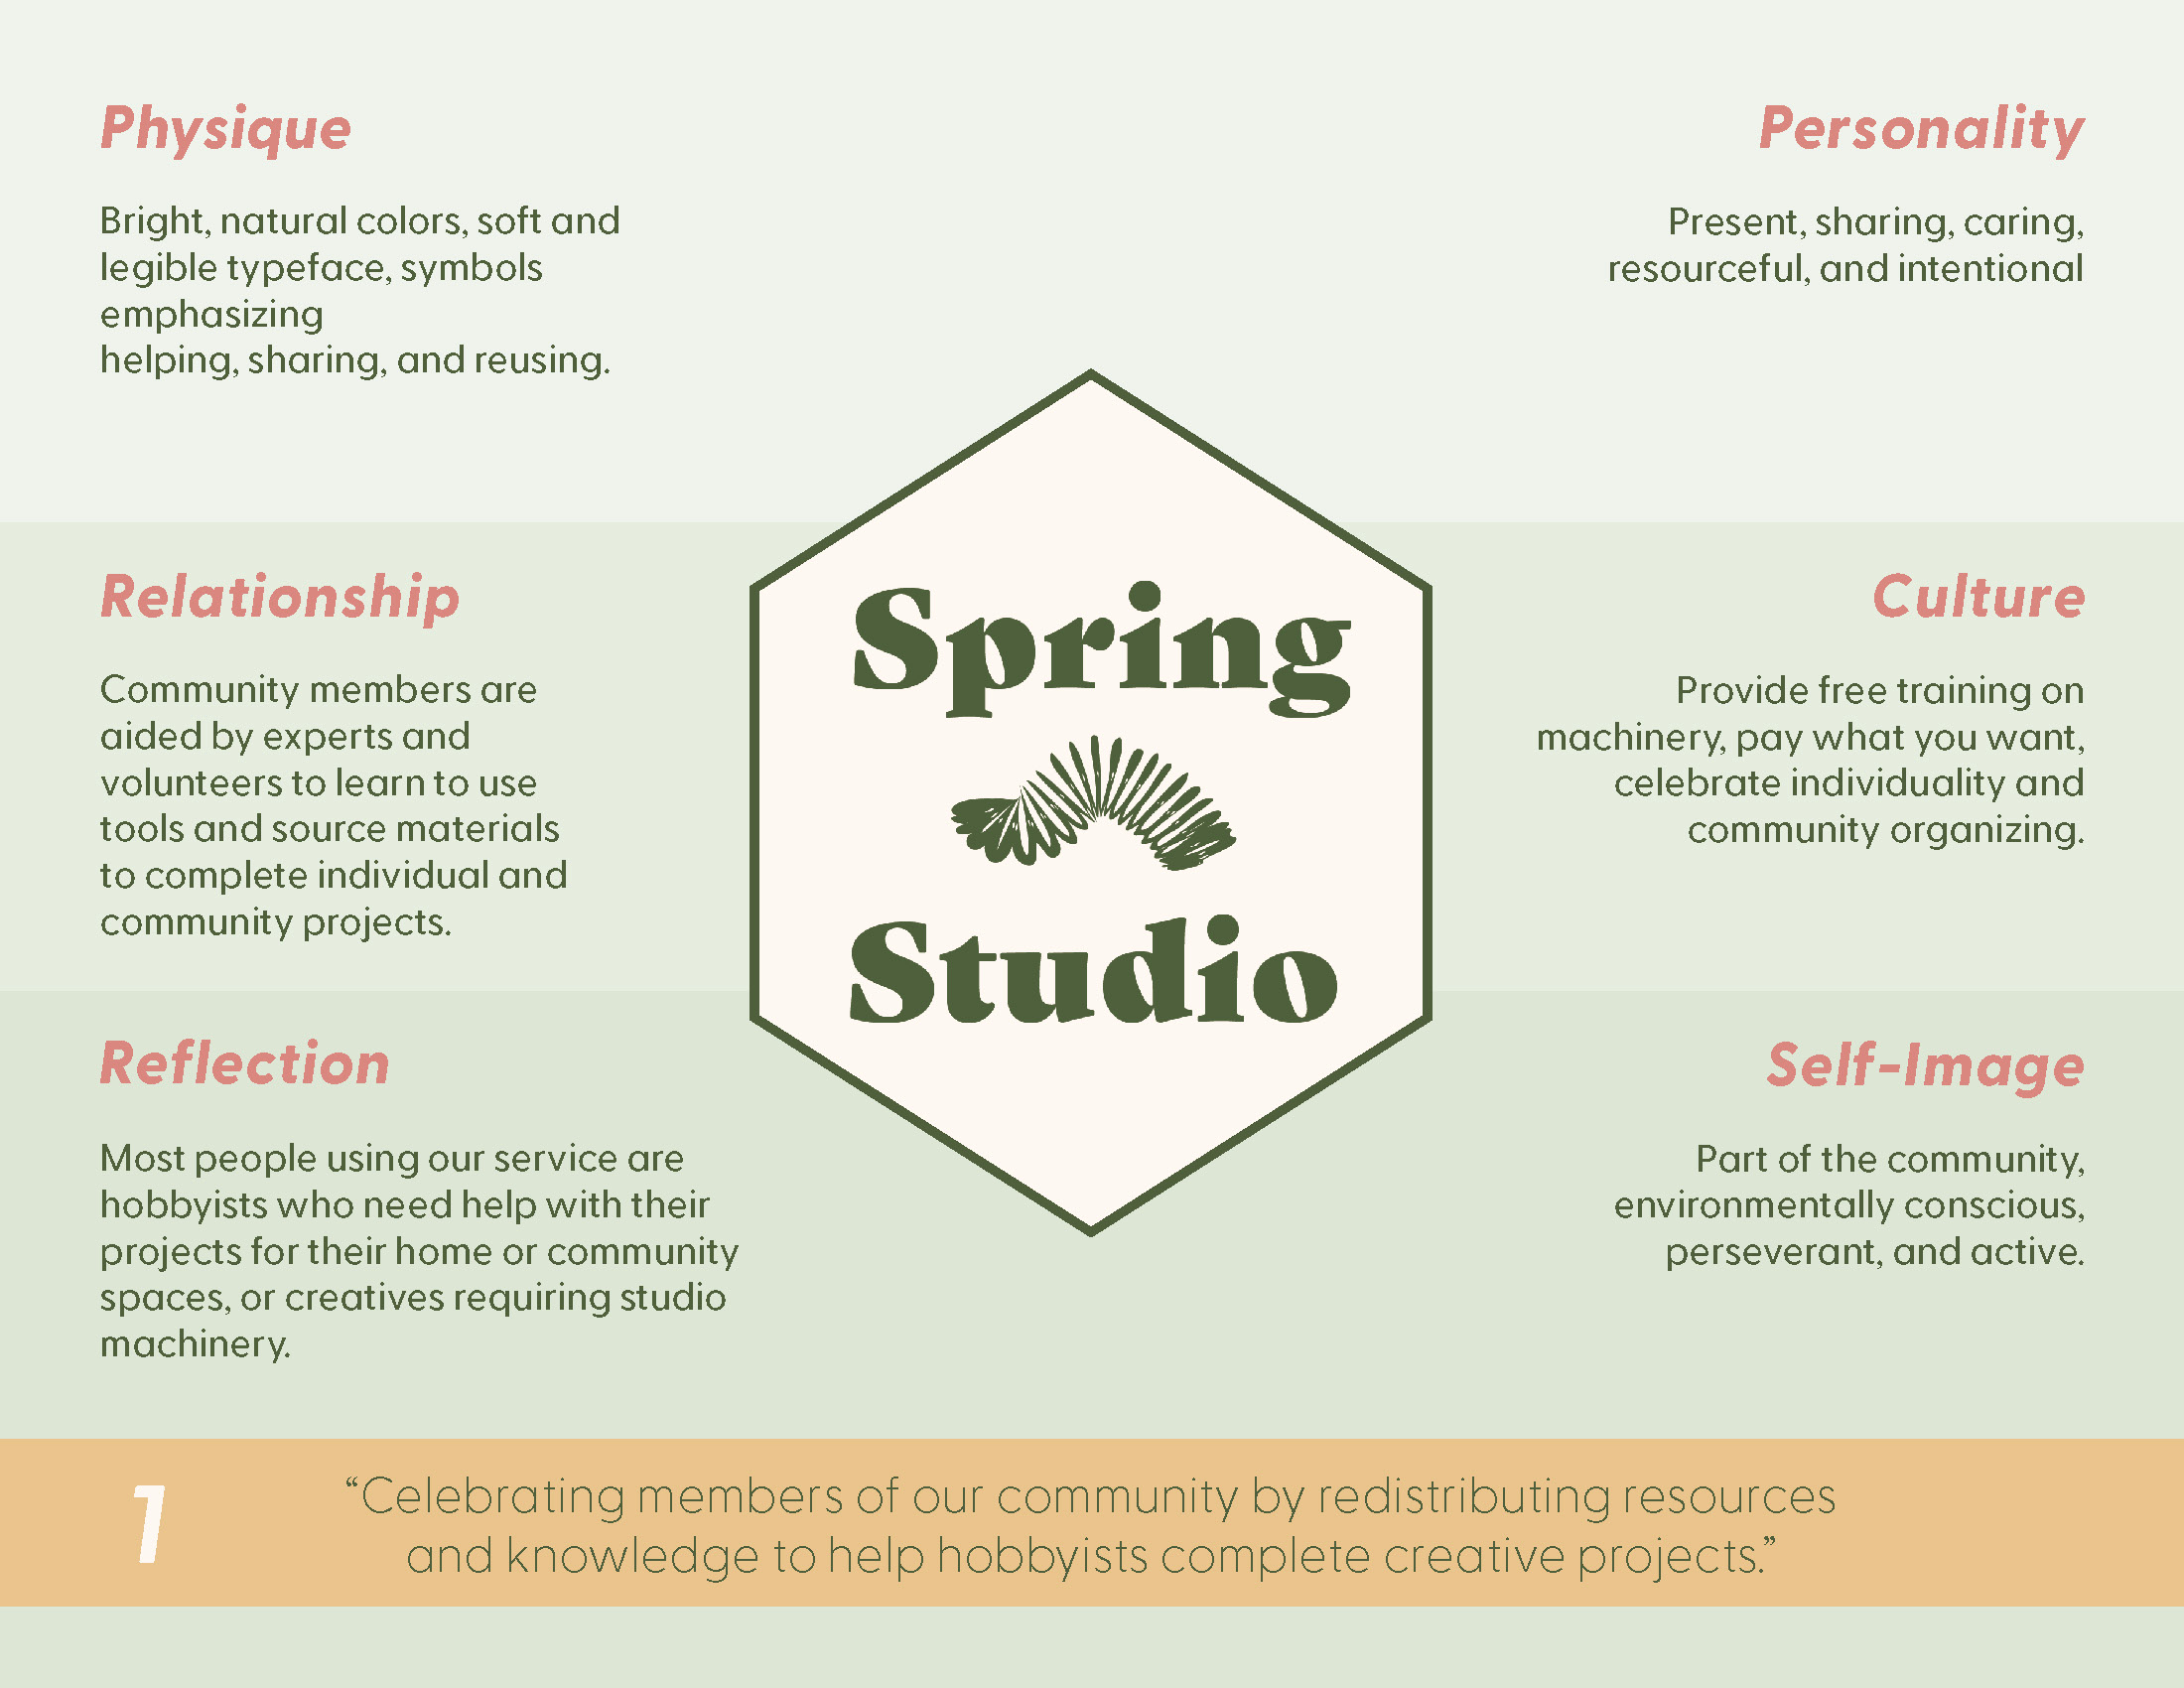 Physique
Bright, natural colors, soft and
legible typeface, symbols
emphasizing
helping, sharing, and reusing.
Personality
Present, sharing, caring,
resourceful, and intentional
Relationship
Community members are
aided by experts and
volunteers to learn to use
tools and source materials
to complete individual and
community projects.
Spring
Studio
Culture
Provide free training on
machinery, pay what you want,
celebrate individuality and
community organizing.
Reflection
Most people using our service are
hobbyists who need help with their
projects for their home or community
spaces, or creatives requiring studio
machinery.
Self-Image
Part of the community,
environmentally conscious,
perseverant, and active.
1
“Celebrating members of our community by redistributing resources
and knowledge to help hobbyists complete creative projects.”